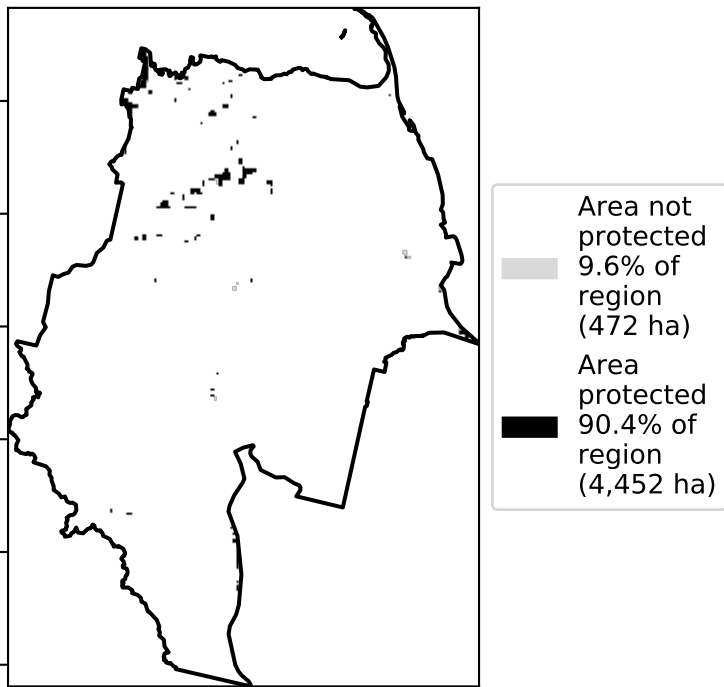 Area not
protected
9.6% of
region
(472 ha)
Area
protected
90.4% of
region
(4,452 ha)